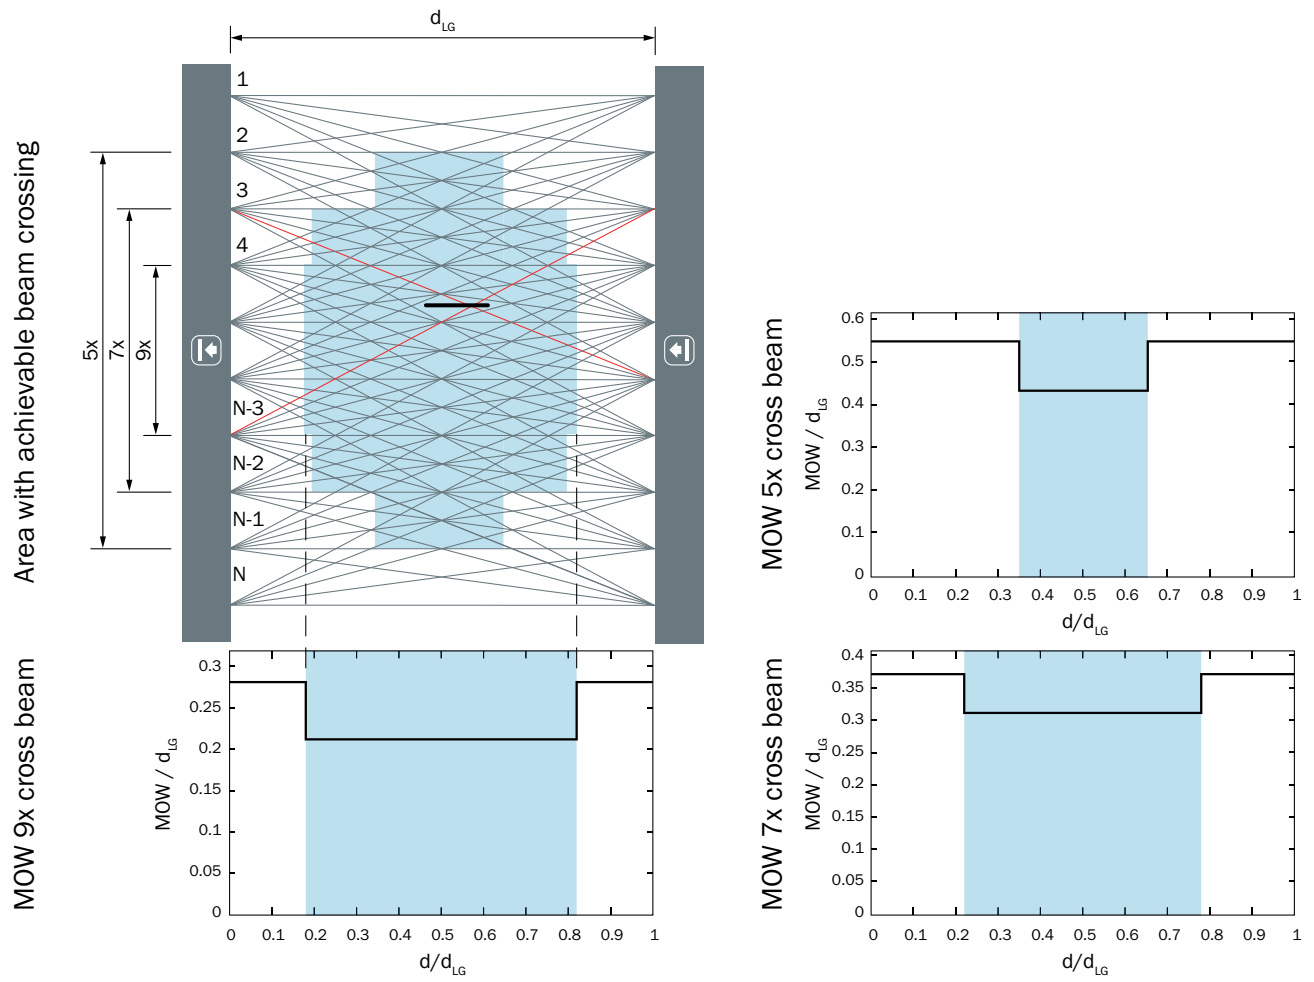 d_LG
Area with achievable beam crossing
5x
7x
9x
1
2
3
4
N-3
N-2
N-1
N
MOW 5x cross beam
MOW / d_LG
0.6
0.5
0.4
0.3
0.2
0.1
0
0 0.1 0.2 0.3 0.4 0.5 0.6 0.7 0.8 0.9 1
d/d_LG
MOW 9x cross beam
MOW / d_LG
0.3
0.25
0.2
0.15
0.1
0.05
0
0 0.1 0.2 0.3 0.4 0.5 0.6 0.7 0.8 0.9 1
d/d_LG
MOW 7x cross beam
MOW / d_LG
0.4
0.35
0.3
0.25
0.2
0.15
0.1
0.05
0
0 0.1 0.2 0.3 0.4 0.5 0.6 0.7 0.8 0.9 1
d/d_LG